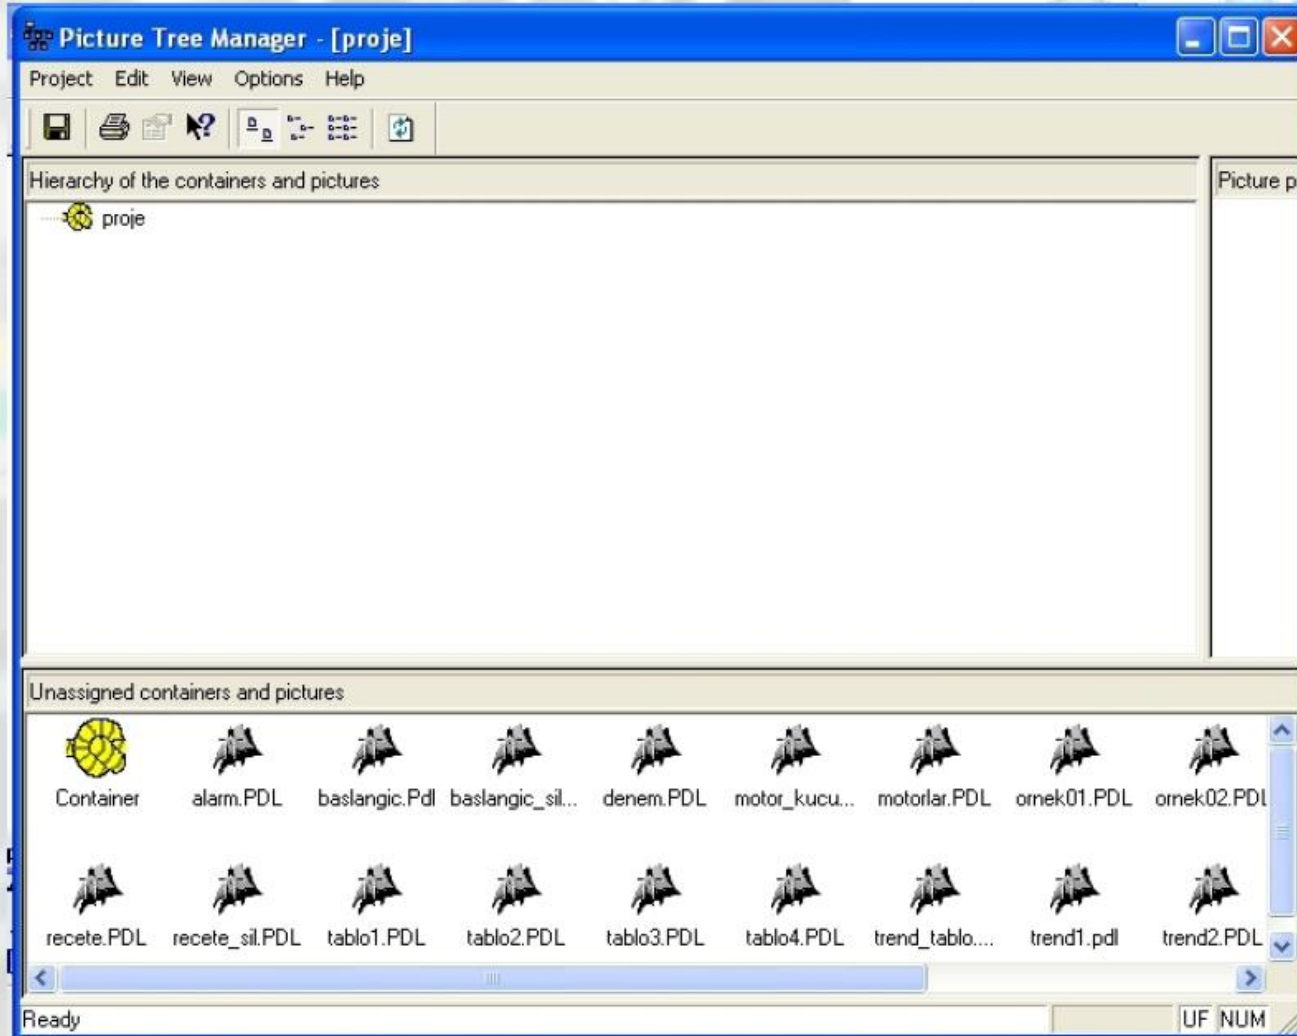 Picture Tree Manager - [proje]
Project Edit View Options Help
Hierarchy of the containers and pictures
Picture p
proje
Unassigned containers and pictures
Container alarm.PDL baslangic.Pdl baslangic_sil... denem.PDL motor_kucu... motorlar.PDL ornek01.PDL ornek02.PDL
recete.PDL recete_sil.PDL tablo1.PDL tablo2.PDL tablo3.PDL tablo4.PDL trend_tablo.... trend1.pdl trend2.PDL
Ready
UF NUM